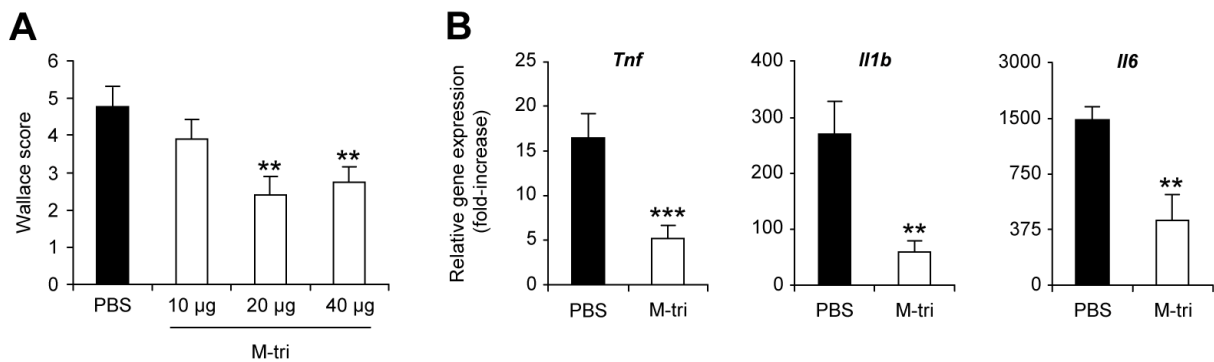 A
Wallace score
6
5
4
3
2
1
0
**
**
PBS
10 µg
20 µg
40 µg
M-tri
B
Relative gene expression
(fold-increase)
Tnf
25
20
15
10
5
0
***
PBS
M-tri
Il1b
400
300
200
100
0
**
PBS
M-tri
Il6
3000
1500
750
375
0
**
PBS
M-tri